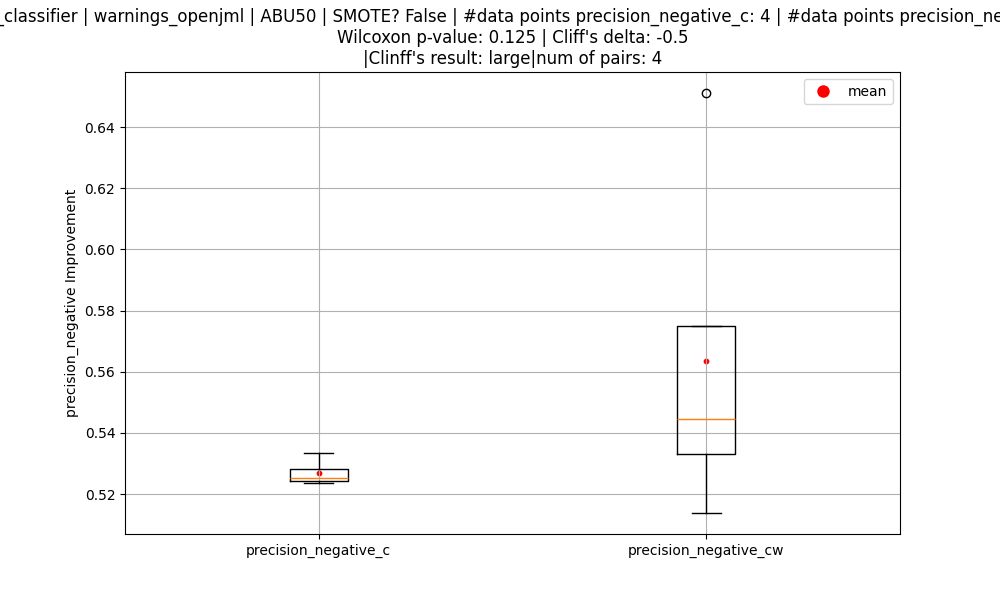 _classifier | warnings_openjml | ABU50 | SMOTE? False | #data points precision_negative_c: 4 | #data points precision_ne
Wilcoxon p-value: 0.125 | Cliff's delta: -0.5
|Clinff's result: large|num of pairs: 4
mean
0.64
0.62
0.60
0.58
0.56
0.54
0.52
precision_negative Improvement
precision_negative_c
precision_negative_cw